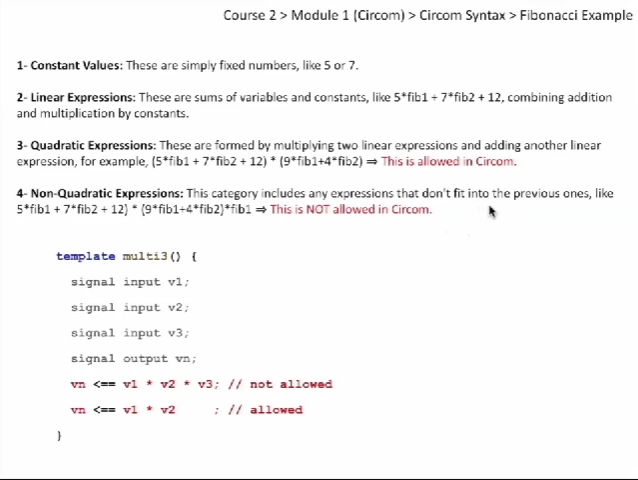 Course 2 > Module 1 (Circom) > Circom Syntax > Fibonacci Example
1- Constant Values: These are simply fixed numbers, like 5 or 7.
2- Linear Expressions: These are sums of variables and constants, like 5*fib1 + 7*fib2 + 12, combining addition
and multiplication by constants.
3- Quadratic Expressions: These are formed by multiplying two linear expressions and adding another linear
expression, for example, (5*fib1 + 7*fib2 + 12) * (9*fib1+4*fib2) ⇒ This is allowed in Circom.
4- Non-Quadratic Expressions: This category includes any expressions that don't fit into the previous ones, like
5*fib1 + 7*fib2 + 12) * (9*fib1+4*fib2)*fib1 ⇒ This is NOT allowed in Circom.
template multi3() {
signal input v1;
signal input v2;
signal input v3;
signal output vn;
vn <== v1 * v2 * v3; // not allowed
vn <== v1 * v2 ; // allowed
}